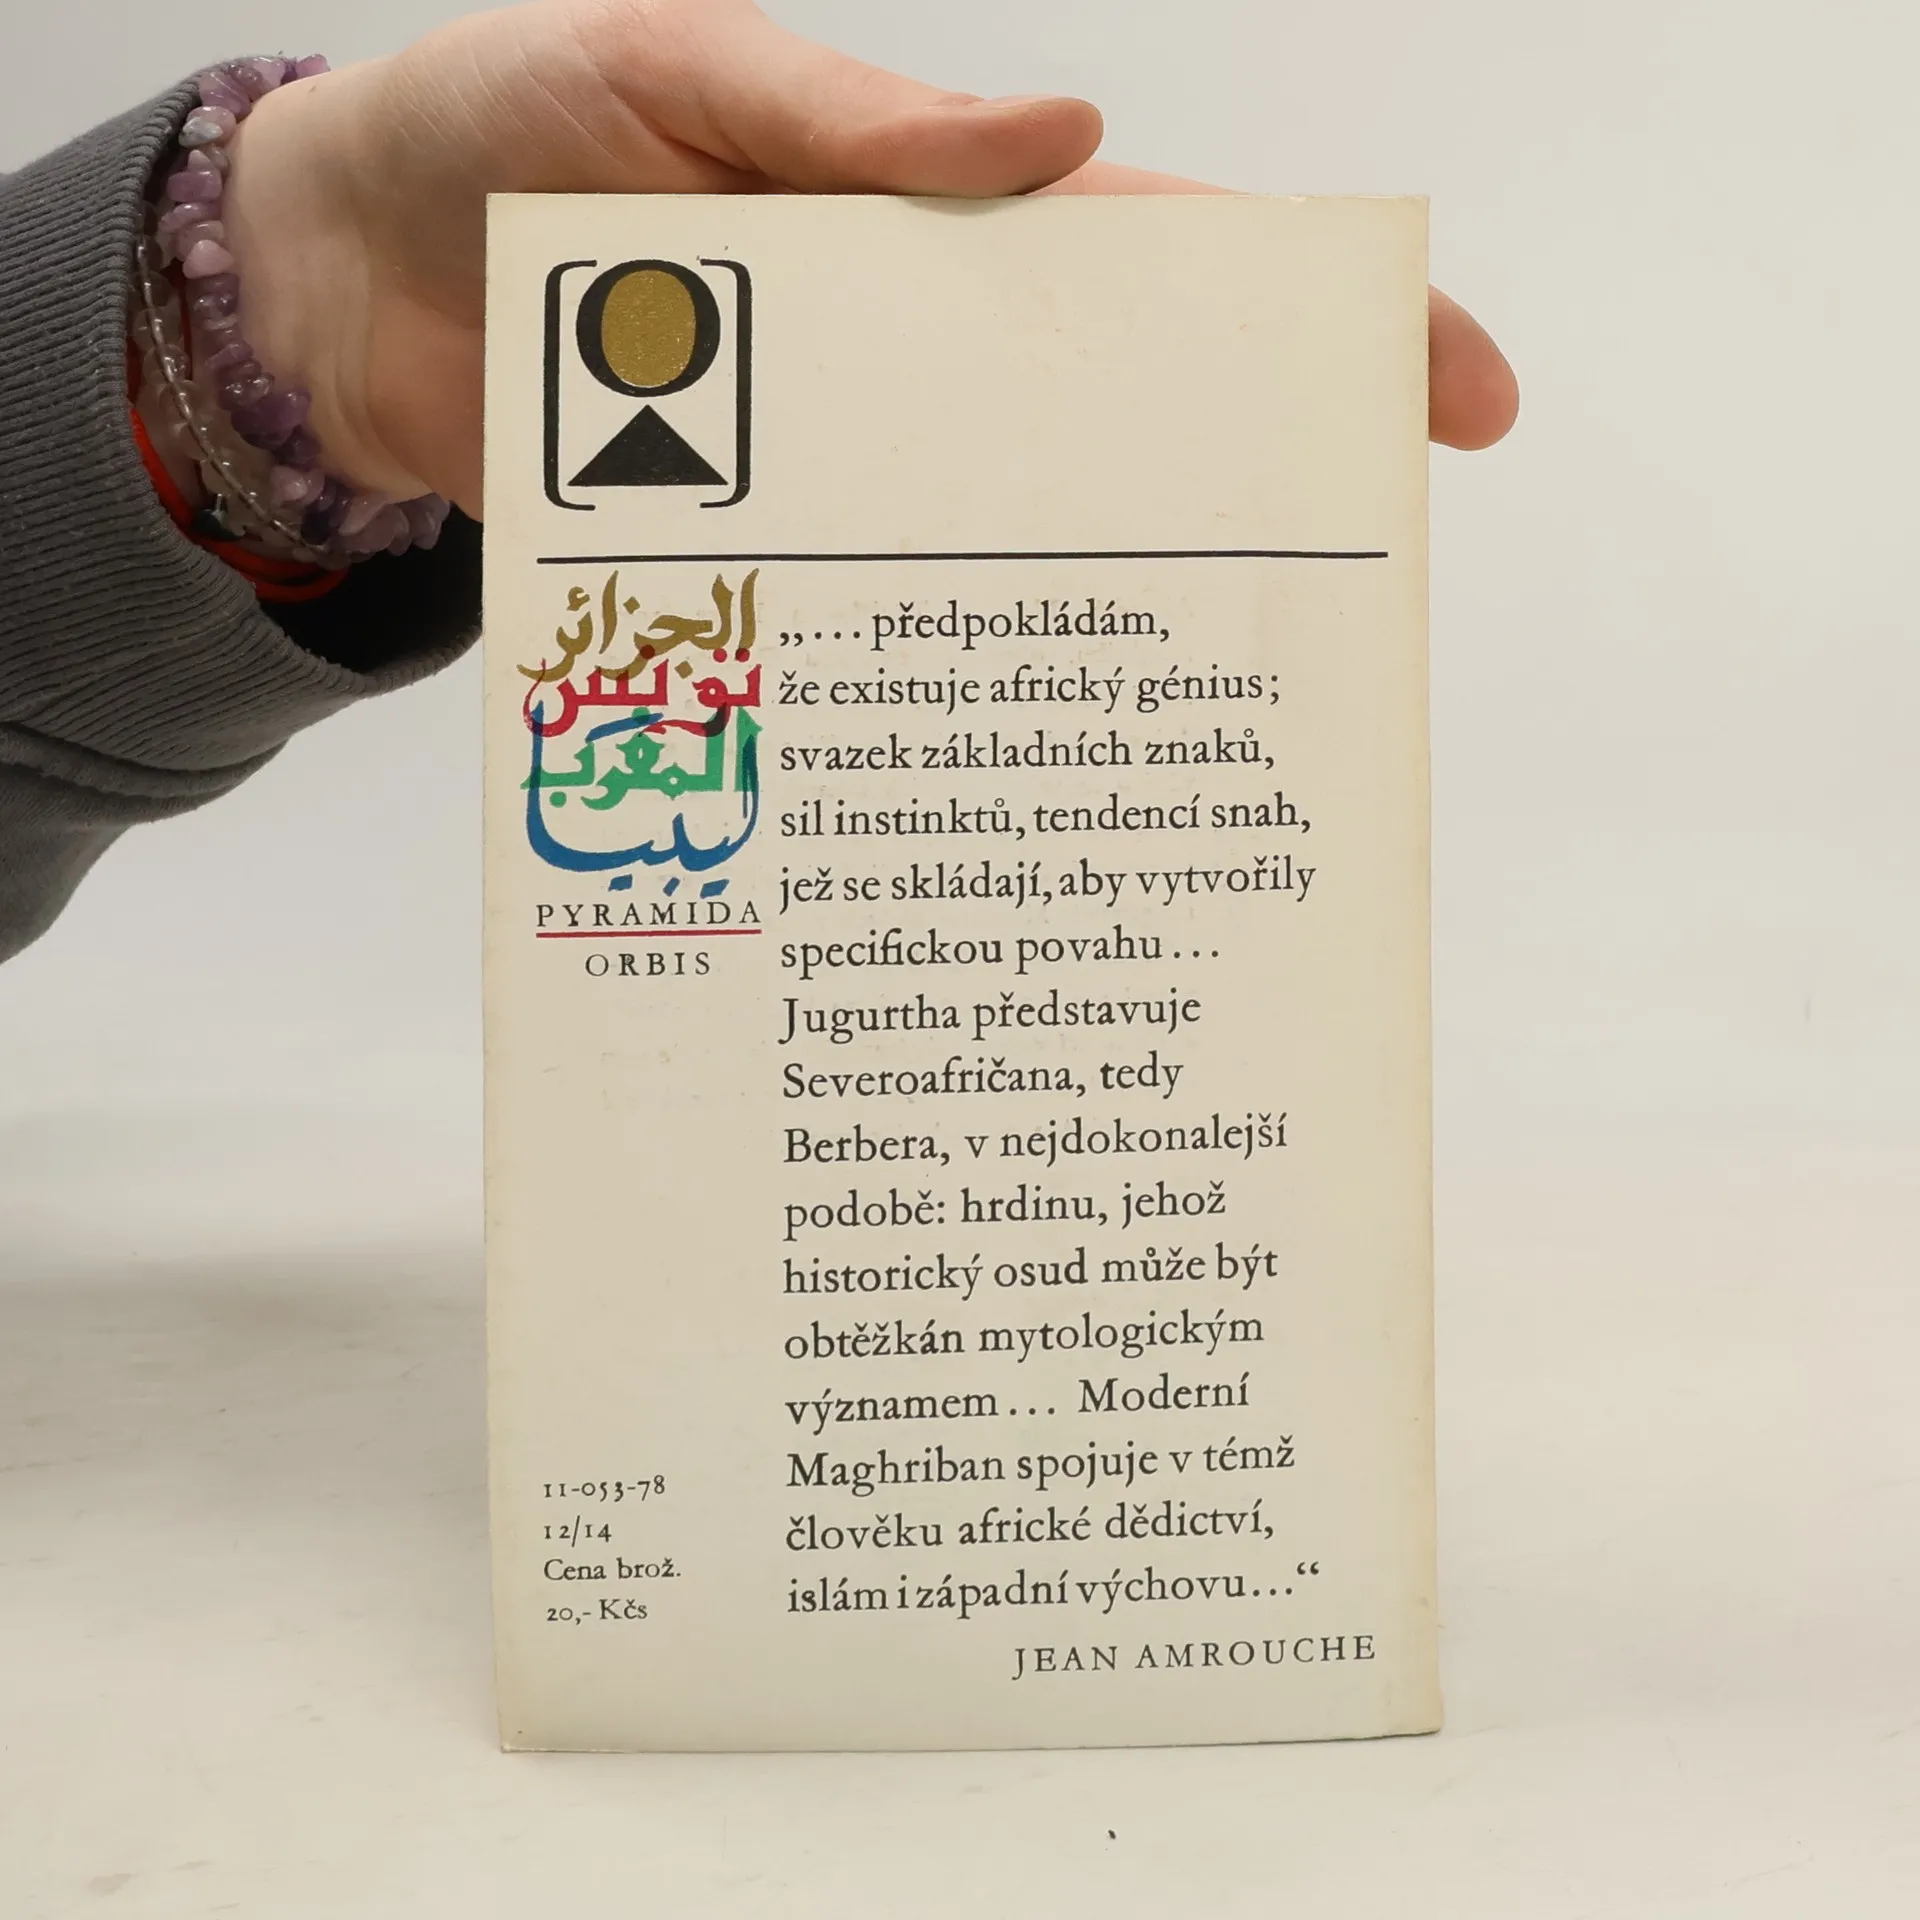 الجزائر
تونس
المغرب
ليبيا
PYRAMIDA
ORBIS
„... předpokládám,
že existuje africký génius;
svazek základních znaků,
sil instinktů, tendencí snah,
jež se skládají, aby vytvořily
specifickou povahu...
Jugurtha představuje
Severoafričana, tedy
Berbera, v nejdokonalejší
podobě: hrdinu, jehož
historický osud může být
obtěžkán mytologickým
významem... Moderní
Maghriban spojuje v témž
člověku africké dědictví,
islám i západní výchovu...“
JEAN AMROUCHE
11-053-78
12/14
Cena brož.
20,- Kčs